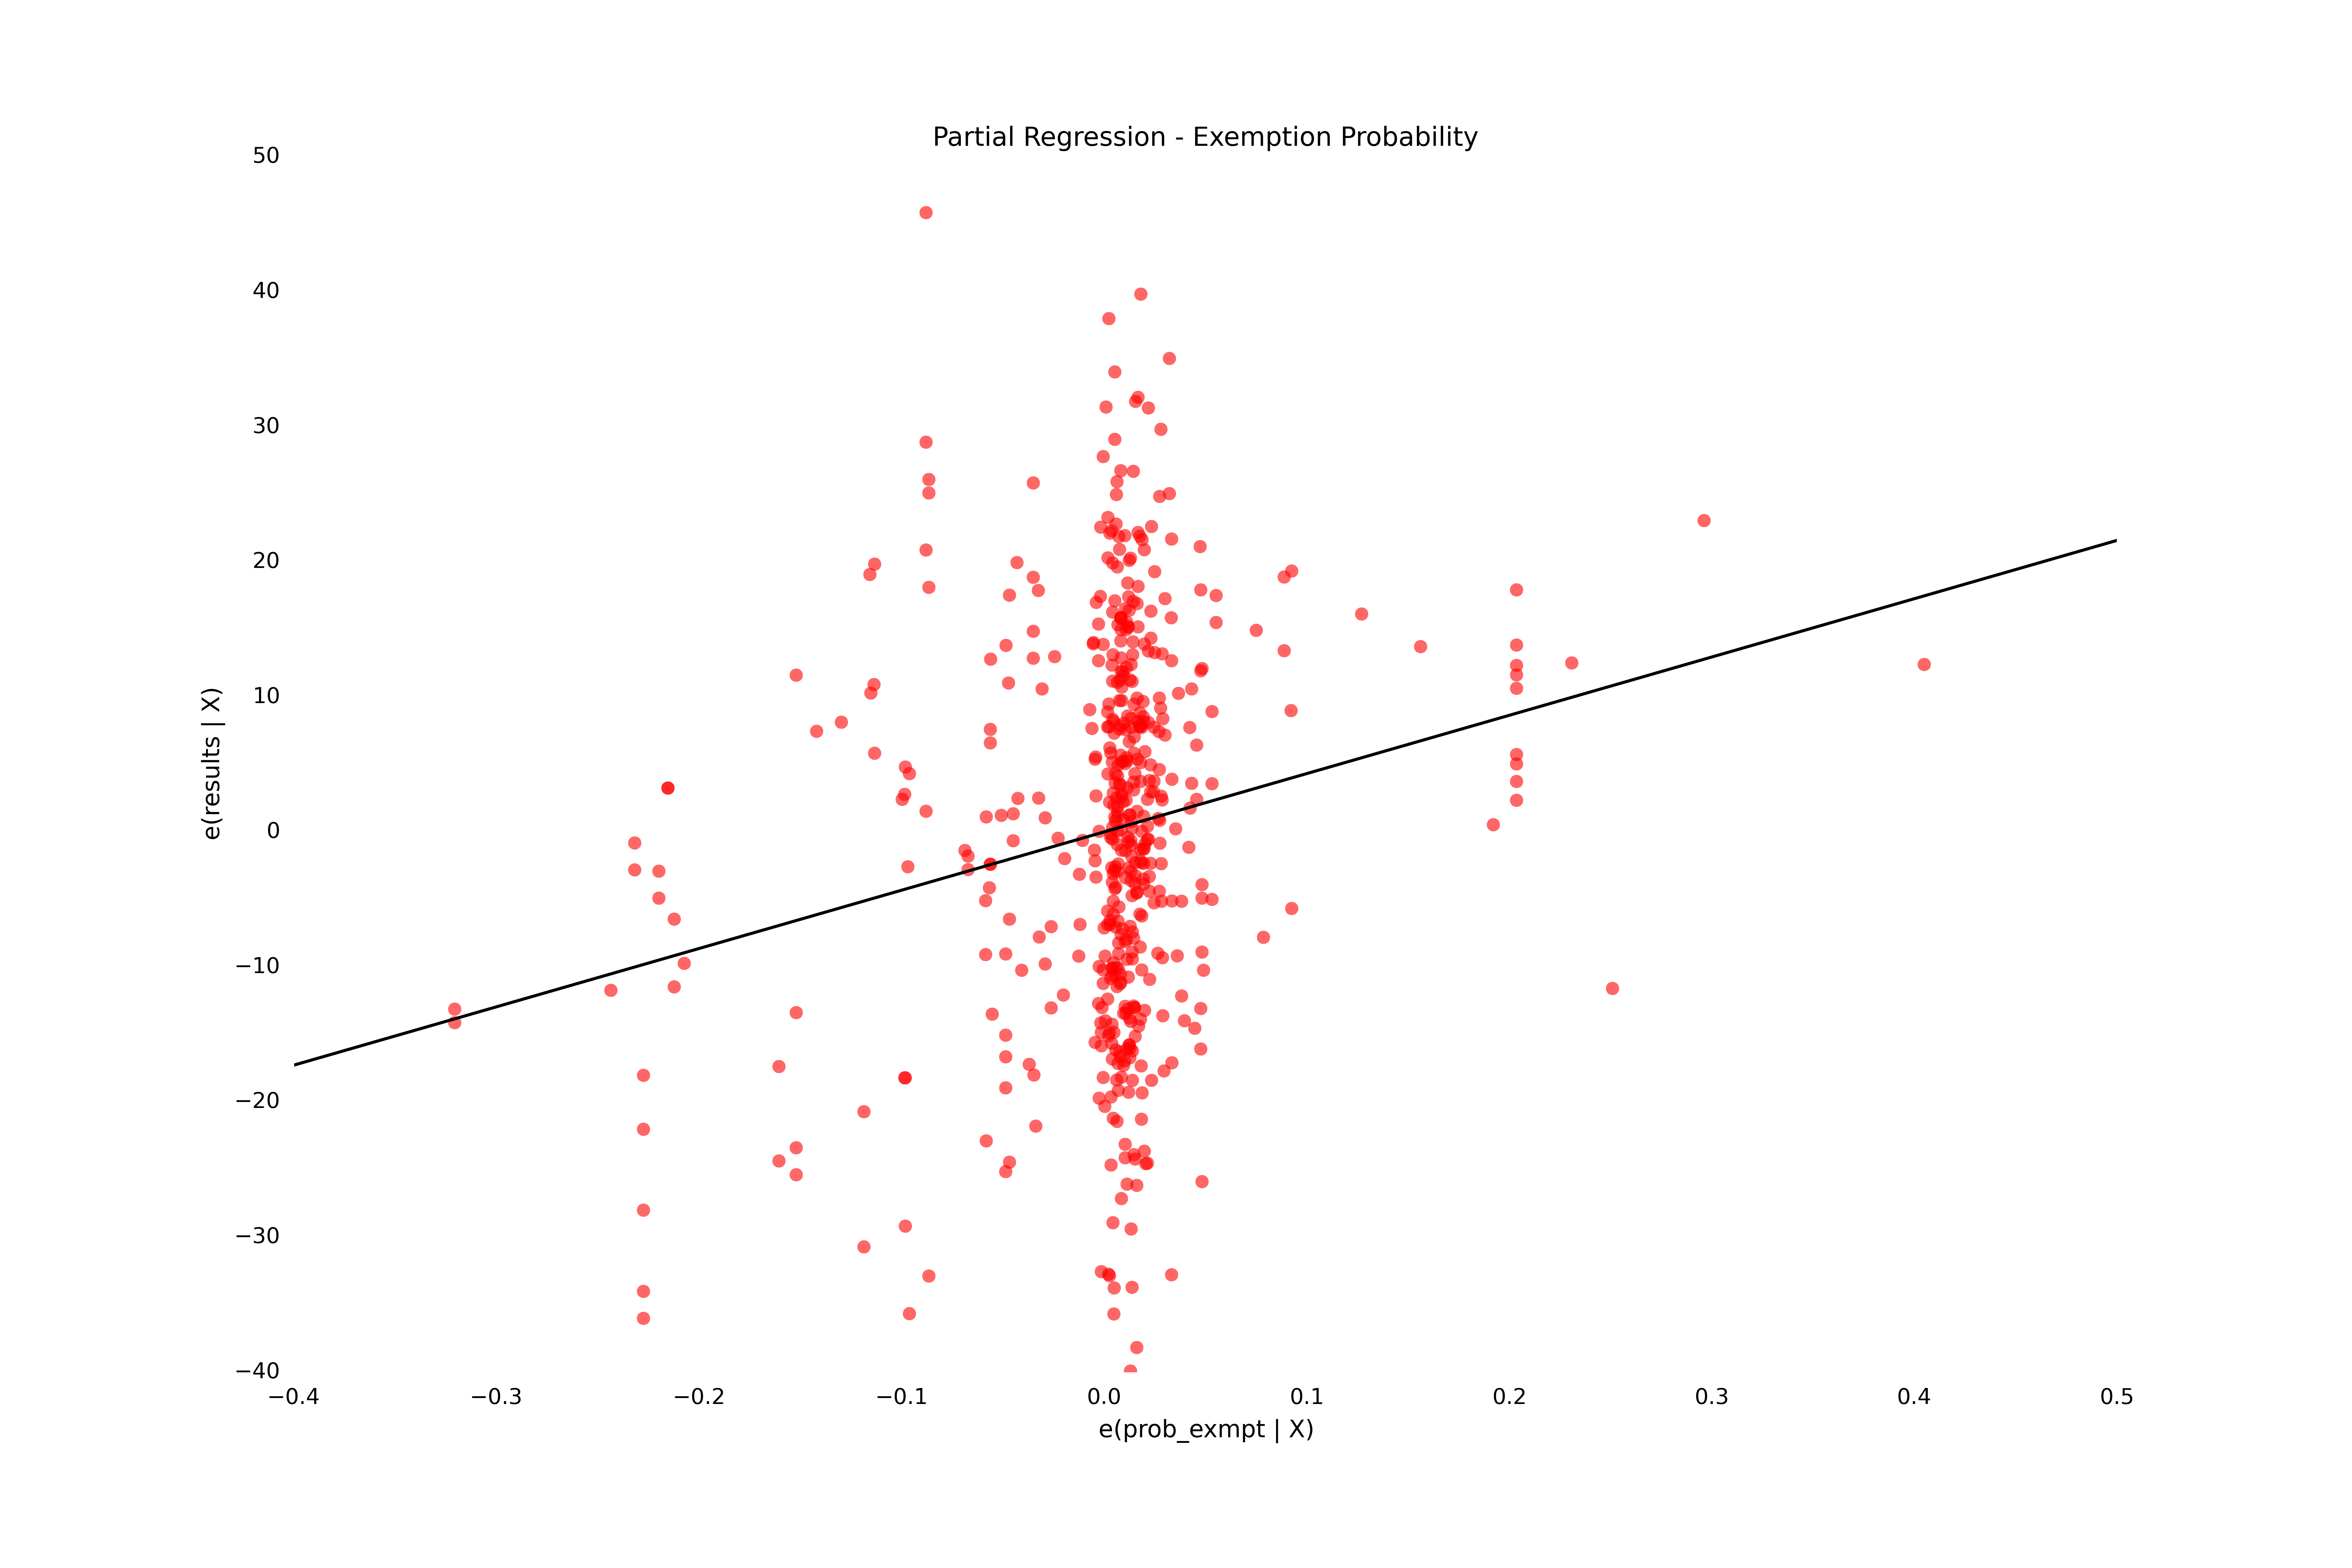 Partial Regression - Exemption Probability
50
40
30
20
10
0
−10
−20
−30
−40
e(results | X)
−0.4 −0.3 −0.2 −0.1 0.0 0.1 0.2 0.3 0.4 0.5
e(prob_exmpt | X)